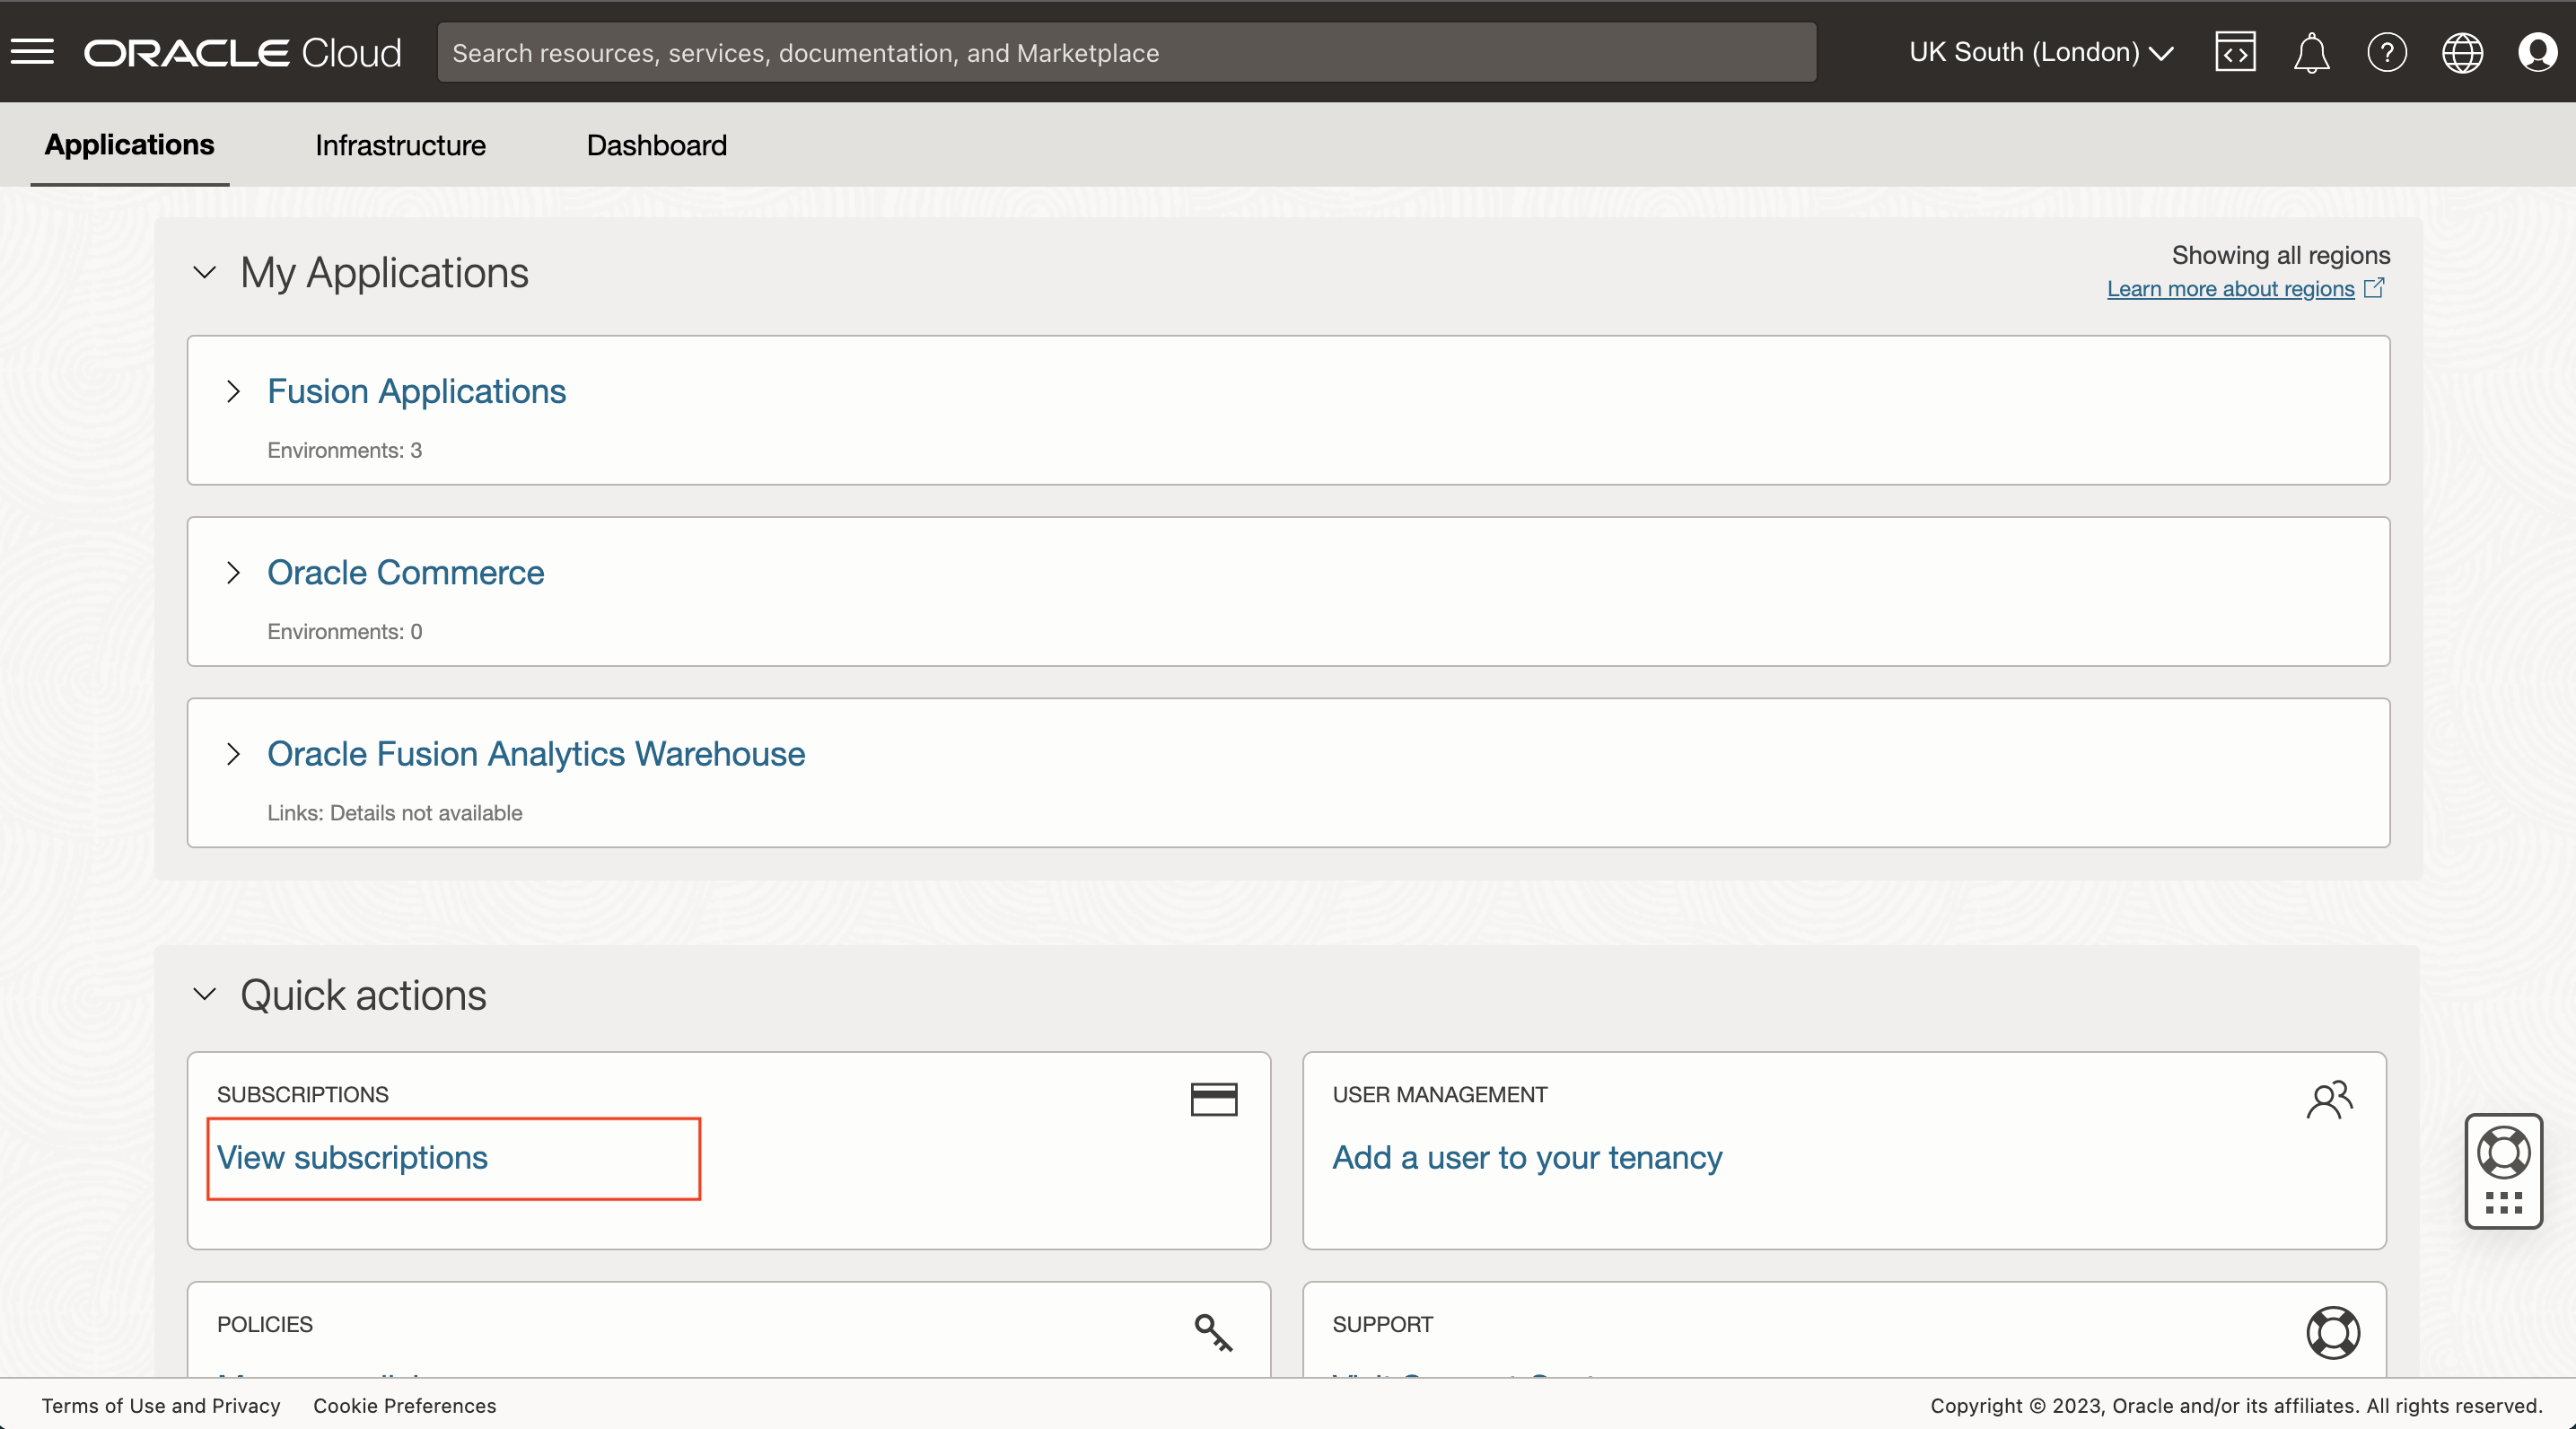 ORACLE Cloud
Search resources, services, documentation, and Marketplace
UK South (London)
Applications
Infrastructure
Dashboard
My Applications
Showing all regions
Learn more about regions
Fusion Applications
Environments: 3
Oracle Commerce
Environments: 0
Oracle Fusion Analytics Warehouse
Links: Details not available
Quick actions
SUBSCRIPTIONS
View subscriptions
USER MANAGEMENT
Add a user to your tenancy
POLICIES
SUPPORT
Terms of Use and Privacy
Cookie Preferences
Copyright © 2023, Oracle and/or its affiliates. All rights reserved.